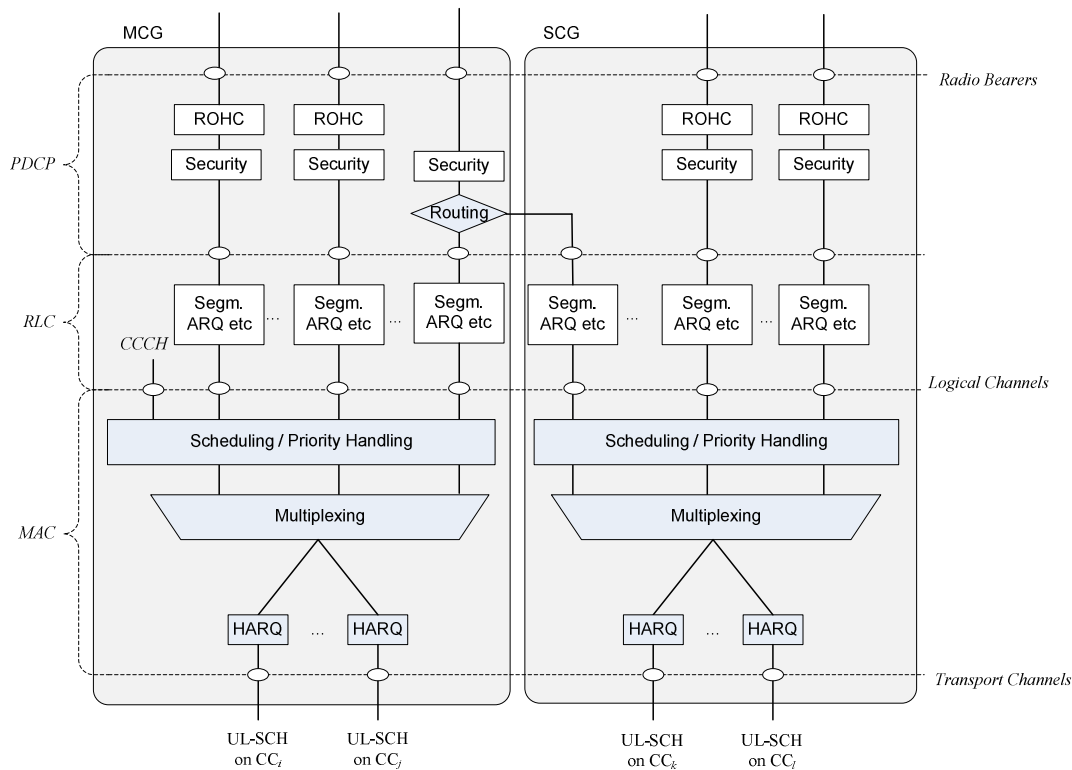 MCG
SCG
Radio Bearers
ROHC
ROHC
ROHC
ROHC
PDCP
Security
Security
Security
Security
Security
Routing
RLC
Segm.
ARQ etc
...
Segm.
ARQ etc
...
Segm.
ARQ etc
Segm.
ARQ etc
...
Segm.
ARQ etc
...
Segm.
ARQ etc
CCCH
Logical Channels
Scheduling / Priority Handling
Scheduling / Priority Handling
MAC
Multiplexing
Multiplexing
HARQ
...
HARQ
HARQ
...
HARQ
Transport Channels
UL-SCH
on CCi
UL-SCH
on CCj
UL-SCH
on CCk
UL-SCH
on CCl